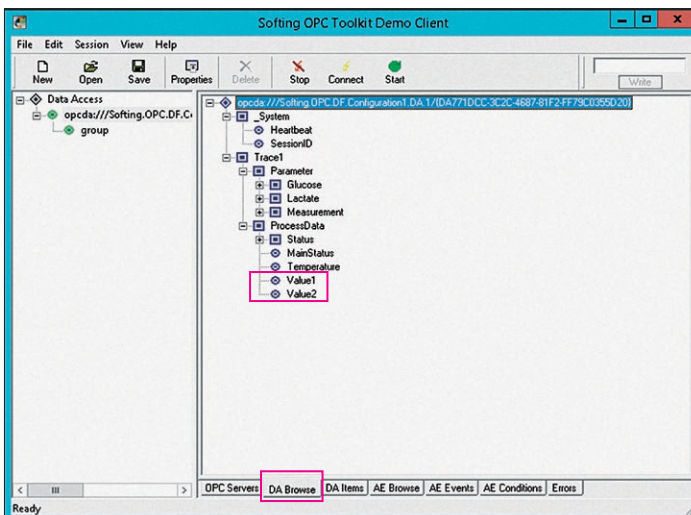 Softing OPC Toolkit Demo Client
File Edit Session View Help
New Open Save Properties Delete Stop Connect Start Write
Data Access
opcda:///Softing.OPC.DF.C
group
opcda:///Softing.OPC.DF.Configuration1.DA.1/{DA771DCC-3C2C-4687-81F2-FF79C0355D20}
_System
Heartbeat
SessionID
Trace1
Parameter
Glucose
Lactate
Measurement
ProcessData
Status
MainStatus
Temperature
Value1
Value2
OPC Servers DA Browse DA Items AE Browse AE Events AE Conditions Errors
Ready